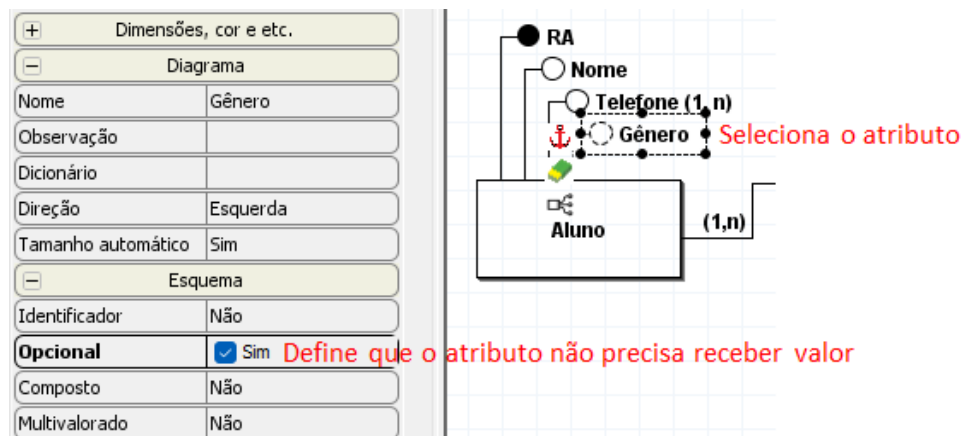 Dimensões, cor e etc.
Diagrama
Nome Gênero
Observação
Dicionário
Direção Esquerda
Tamanho automático Sim
Esquema
Identificador Não
Opcional Sim Define que o atributo não precisa receber valor
Composto Não
Multivalorado Não
RA
Nome
Telefone (1, n)
Gênero Seleciona o atributo
Aluno (1,n)